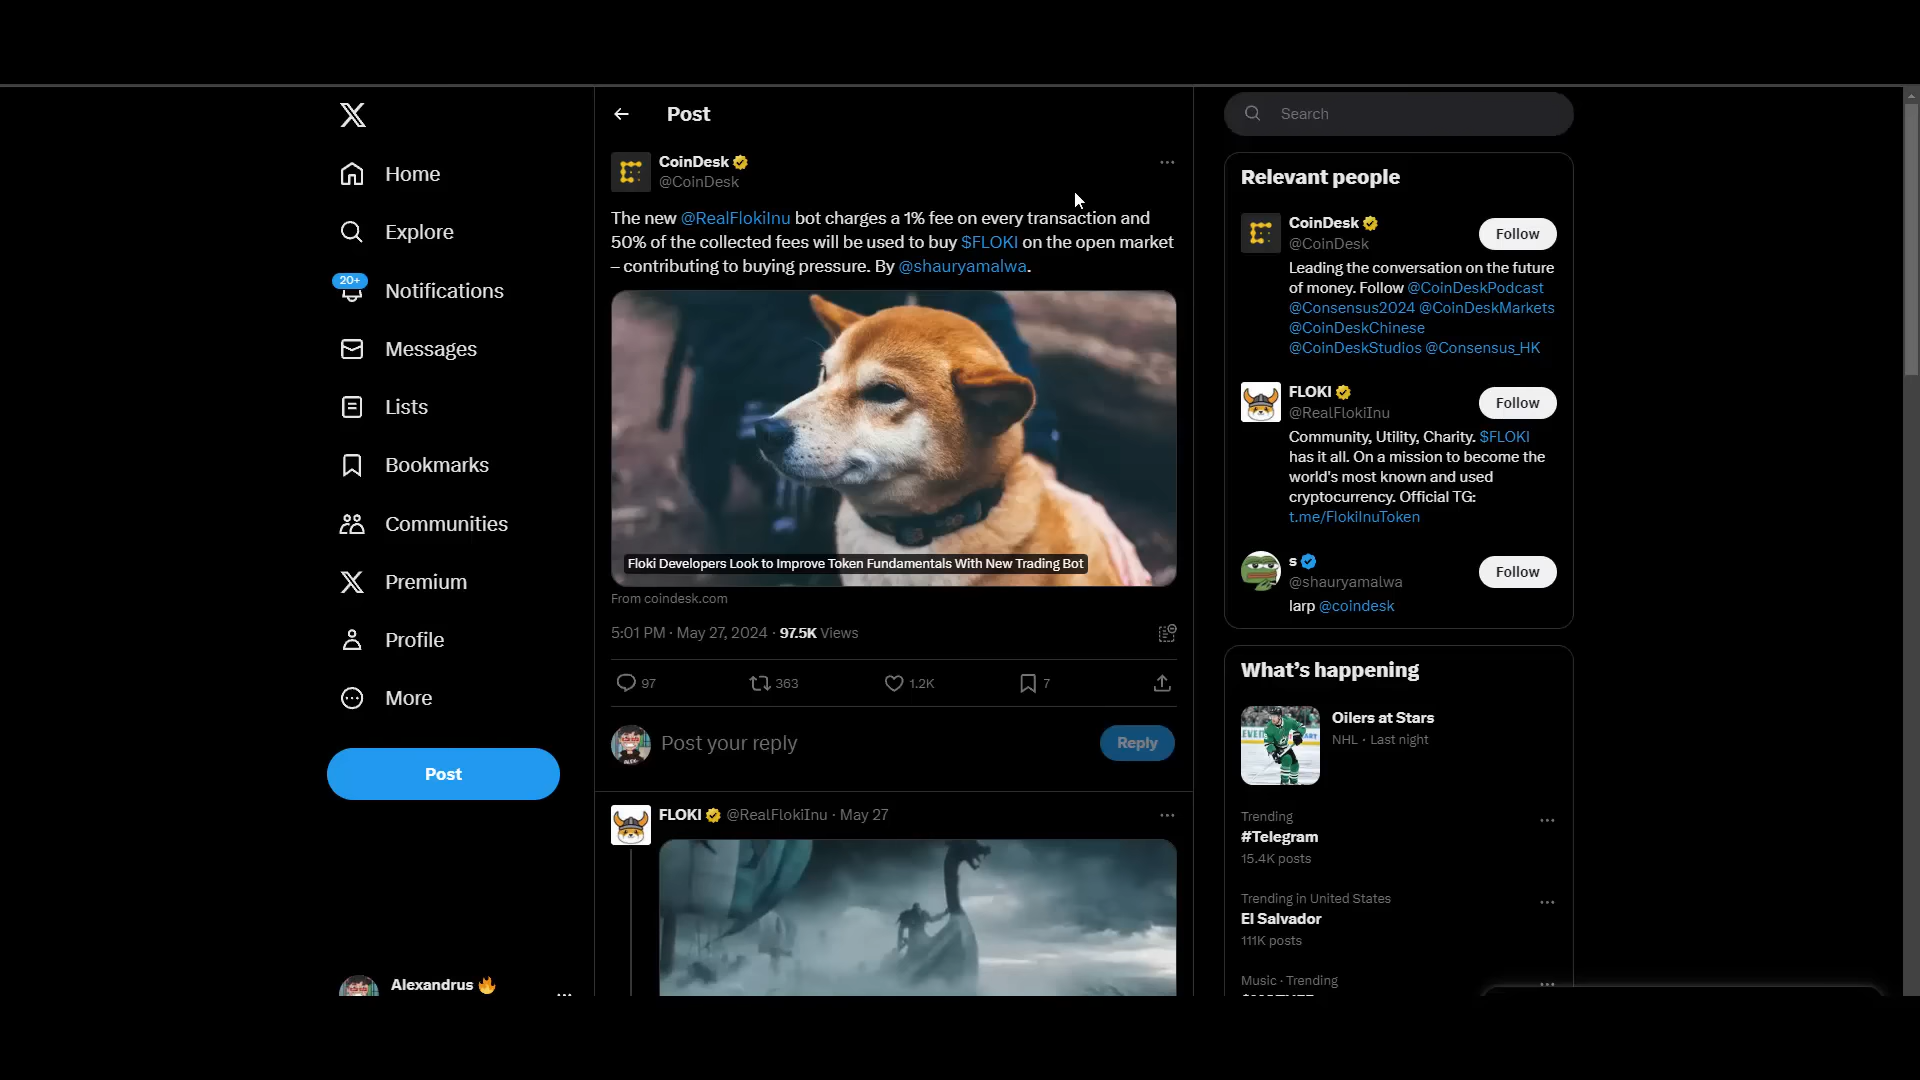 Home
Explore
20+
Notifications
Messages
Lists
Bookmarks
Communities
Premium
Profile
More
Post
Alexandrus 🔥
Post
CoinDesk
@CoinDesk
The new @RealFlokiInu bot charges a 1% fee on every transaction and
50% of the collected fees will be used to buy $FLOKI on the open market
– contributing to buying pressure. By @shauryamalwa.
Floki Developers Look to Improve Token Fundamentals With New Trading Bot
From coindesk.com
5:01 PM · May 27, 2024 · 97.5K Views
97 363 1.2K 7
Post your reply
Reply
FLOKI @RealFlokiInu · May 27
Search
Relevant people
CoinDesk
@CoinDesk
Follow
Leading the conversation on the future
of money. Follow @CoinDeskPodcast
@Consensus2024 @CoinDeskMarkets
@CoinDeskChinese
@CoinDeskStudios @Consensus_HK
FLOKI
@RealFlokiInu
Follow
Community, Utility, Charity. $FLOKI
has it all. On a mission to become the
world's most known and used
cryptocurrency. Official TG:
t.me/FlokiInuToken
s
@shauryamalwa
Follow
larp @coindesk
What's happening
Oilers at Stars
NHL · Last night
Trending
#Telegram
15.4K posts
Trending in United States
El Salvador
111K posts
Music · Trending